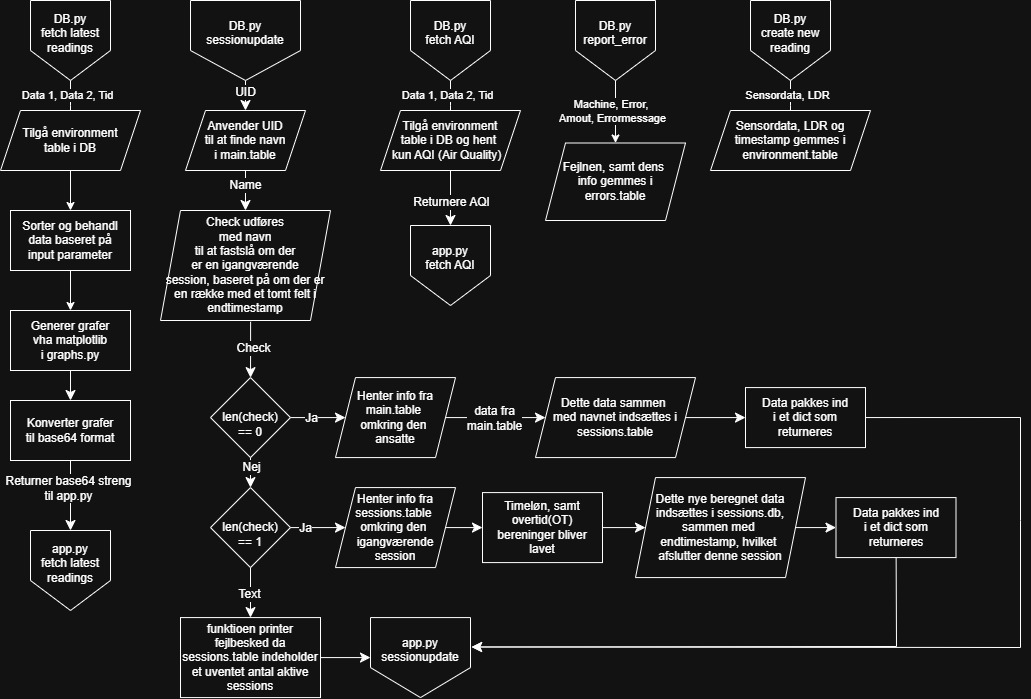 DB.py
fetch latest
readings
Data 1, Data 2, Tid
Tilgå environment
table i DB
Sorter og behandl
data baseret på
input parameter
Generer grafer
vha matplotlib
i graphs.py
Konverter grafer
til base64 format
Returner base64 streng
til app.py
app.py
fetch latest
readings
DB.py
sessionupdate
UID
Anvender UID
til at finde navn
i main.table
Name
Check udføres
med navn
til at fastslå om der
er en igangværende
session, baseret på om der er
en række med et tomt felt i
endtimestamp
Check
len(check)
== 0
Ja
Henter info fra
main.table
omkring den
ansatte
data fra
main.table
Dette data sammen
med navnet indsættes i
sessions.table
Data pakkes ind
i et dict som
returneres
Nej
len(check)
== 1
Ja
Henter info fra
sessions.table
omkring den
igangværende
session
Timeløn, samt
overtid(OT)
bereninger bliver
lavet
Dette nye beregnet data
indsættes i sessions.db,
sammen med
endtimestamp, hvilket
afslutter denne session
Data pakkes ind
i et dict som
returneres
Text
funktioen printer
fejlbesked da
sessions.table indeholder
et uventet antal aktive
sessions
app.py
sessionupdate
DB.py
fetch AQI
Data 1, Data 2, Tid
Tilgå environment
table i DB og hent
kun AQI (Air Quality)
Returnere AQI
app.py
fetch AQI
DB.py
report_error
Machine, Error,
Amout, Errormessage
Fejlnen, samt dens
info gemmes i
errors.table
DB.py
create new
reading
Sensordata, LDR
Sensordata, LDR og
timestamp gemmes i
environment.table